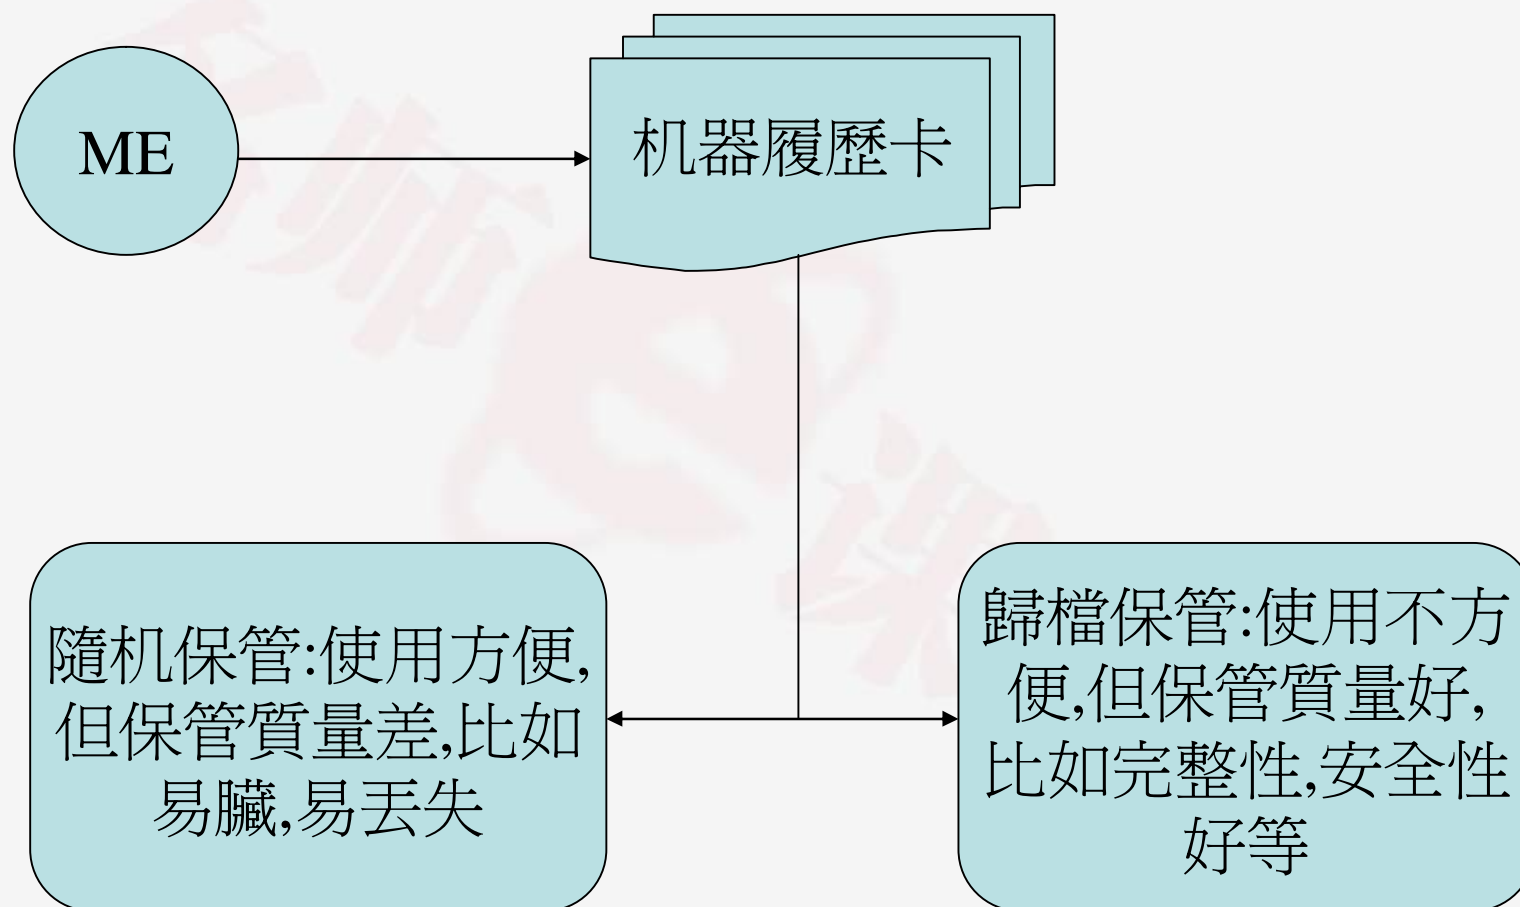 ME
机器履歷卡
隨机保管:使用方便,
但保管質量差,比如
易臟,易丟失
歸檔保管:使用不方
便,但保管質量好,
比如完整性,安全性
好等